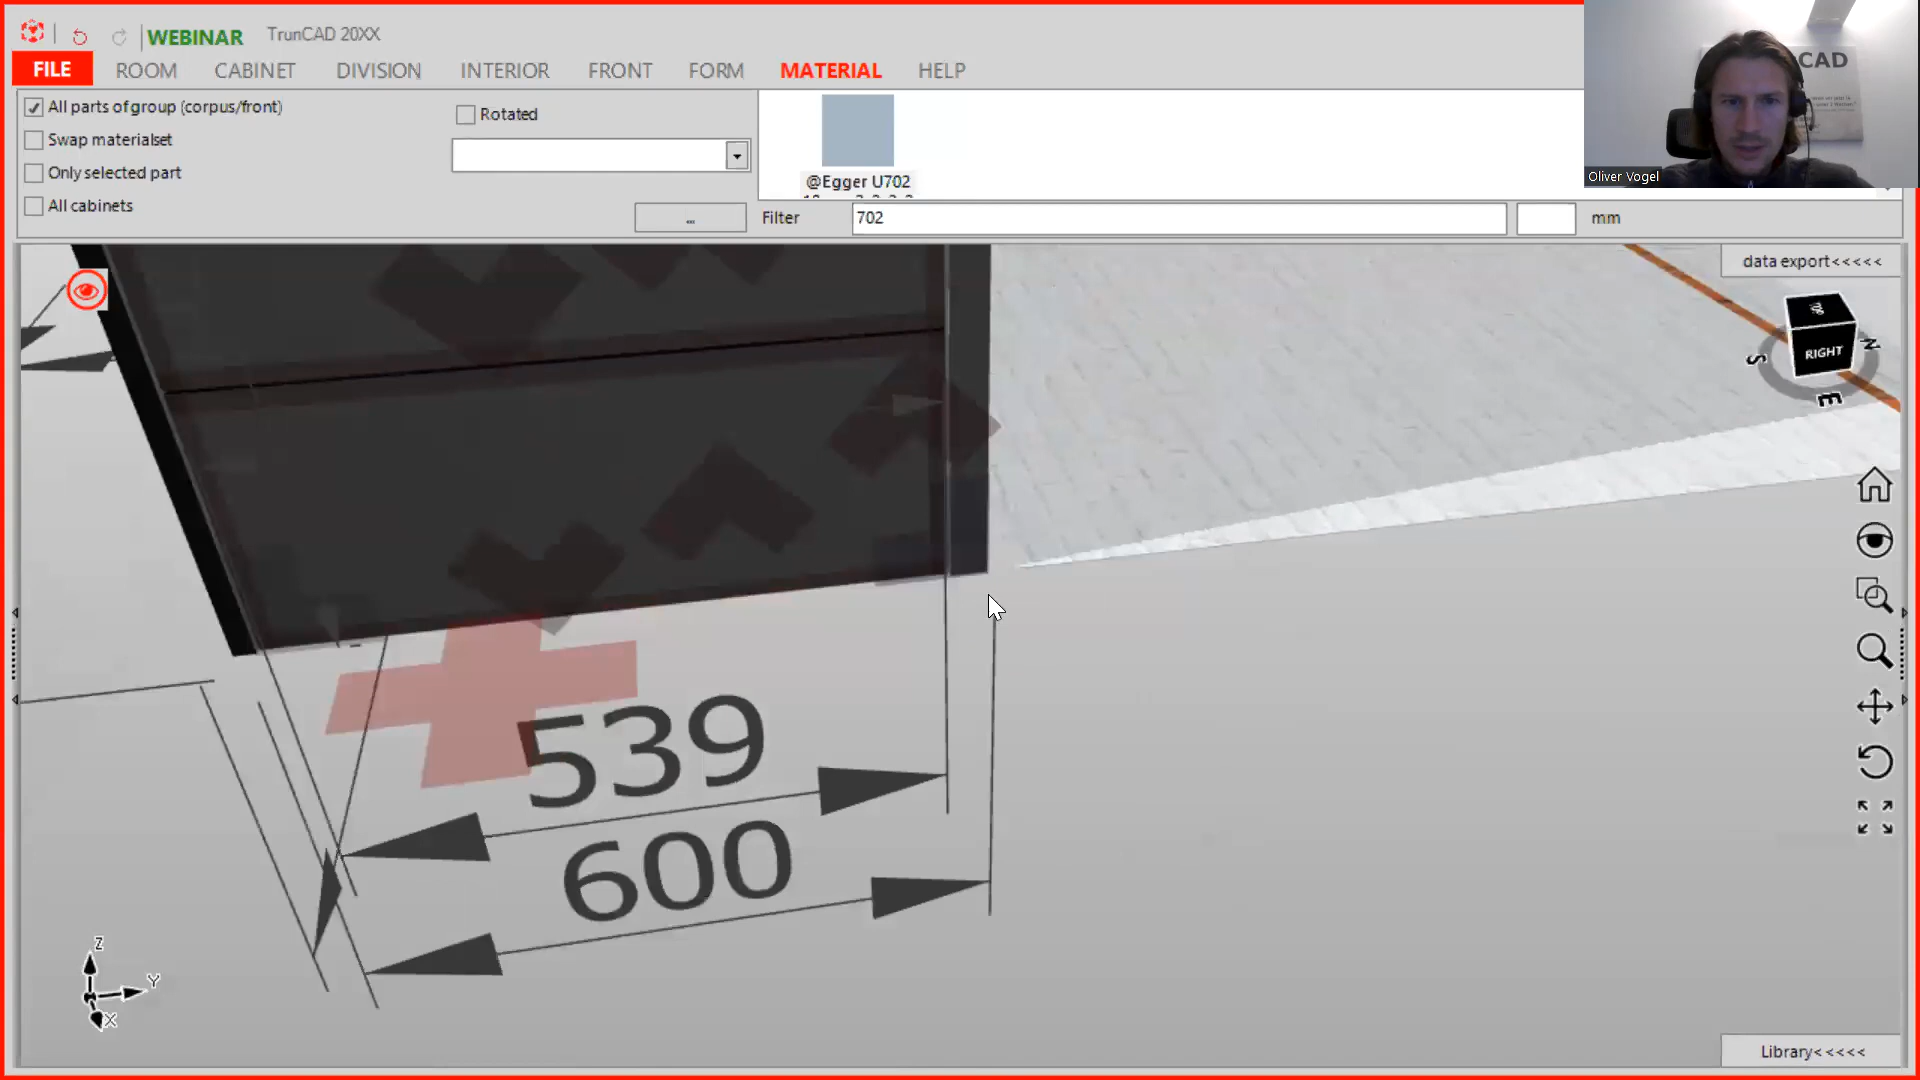 WEBINAR TrunCAD 20XX
FILE ROOM CABINET DIVISION INTERIOR FRONT FORM MATERIAL HELP
All parts of group (corpus/front)
Swap materialset
Only selected part
All cabinets
Rotated
...
@Egger U702
Filter 702 mm
CAD
Oliver Vogel
data export<<<<<
TOP
RIGHT
S
N
E
539
600
Z
Y
X
Library<<<<<